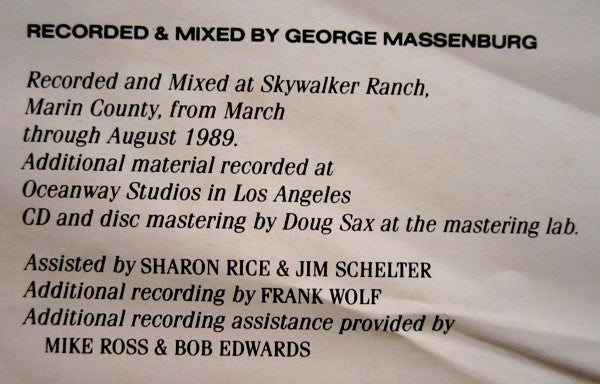 RECORDED & MIXED BY GEORGE MASSENBURG
Recorded and Mixed at Skywalker Ranch,
Marin County, from March
through August 1989.
Additional material recorded at
Oceanway Studios in Los Angeles
CD and disc mastering by Doug Sax at the mastering lab.
Assisted by SHARON RICE & JIM SCHELTER
Additional recording by FRANK WOLF
Additional recording assistance provided by
MIKE ROSS & BOB EDWARDS